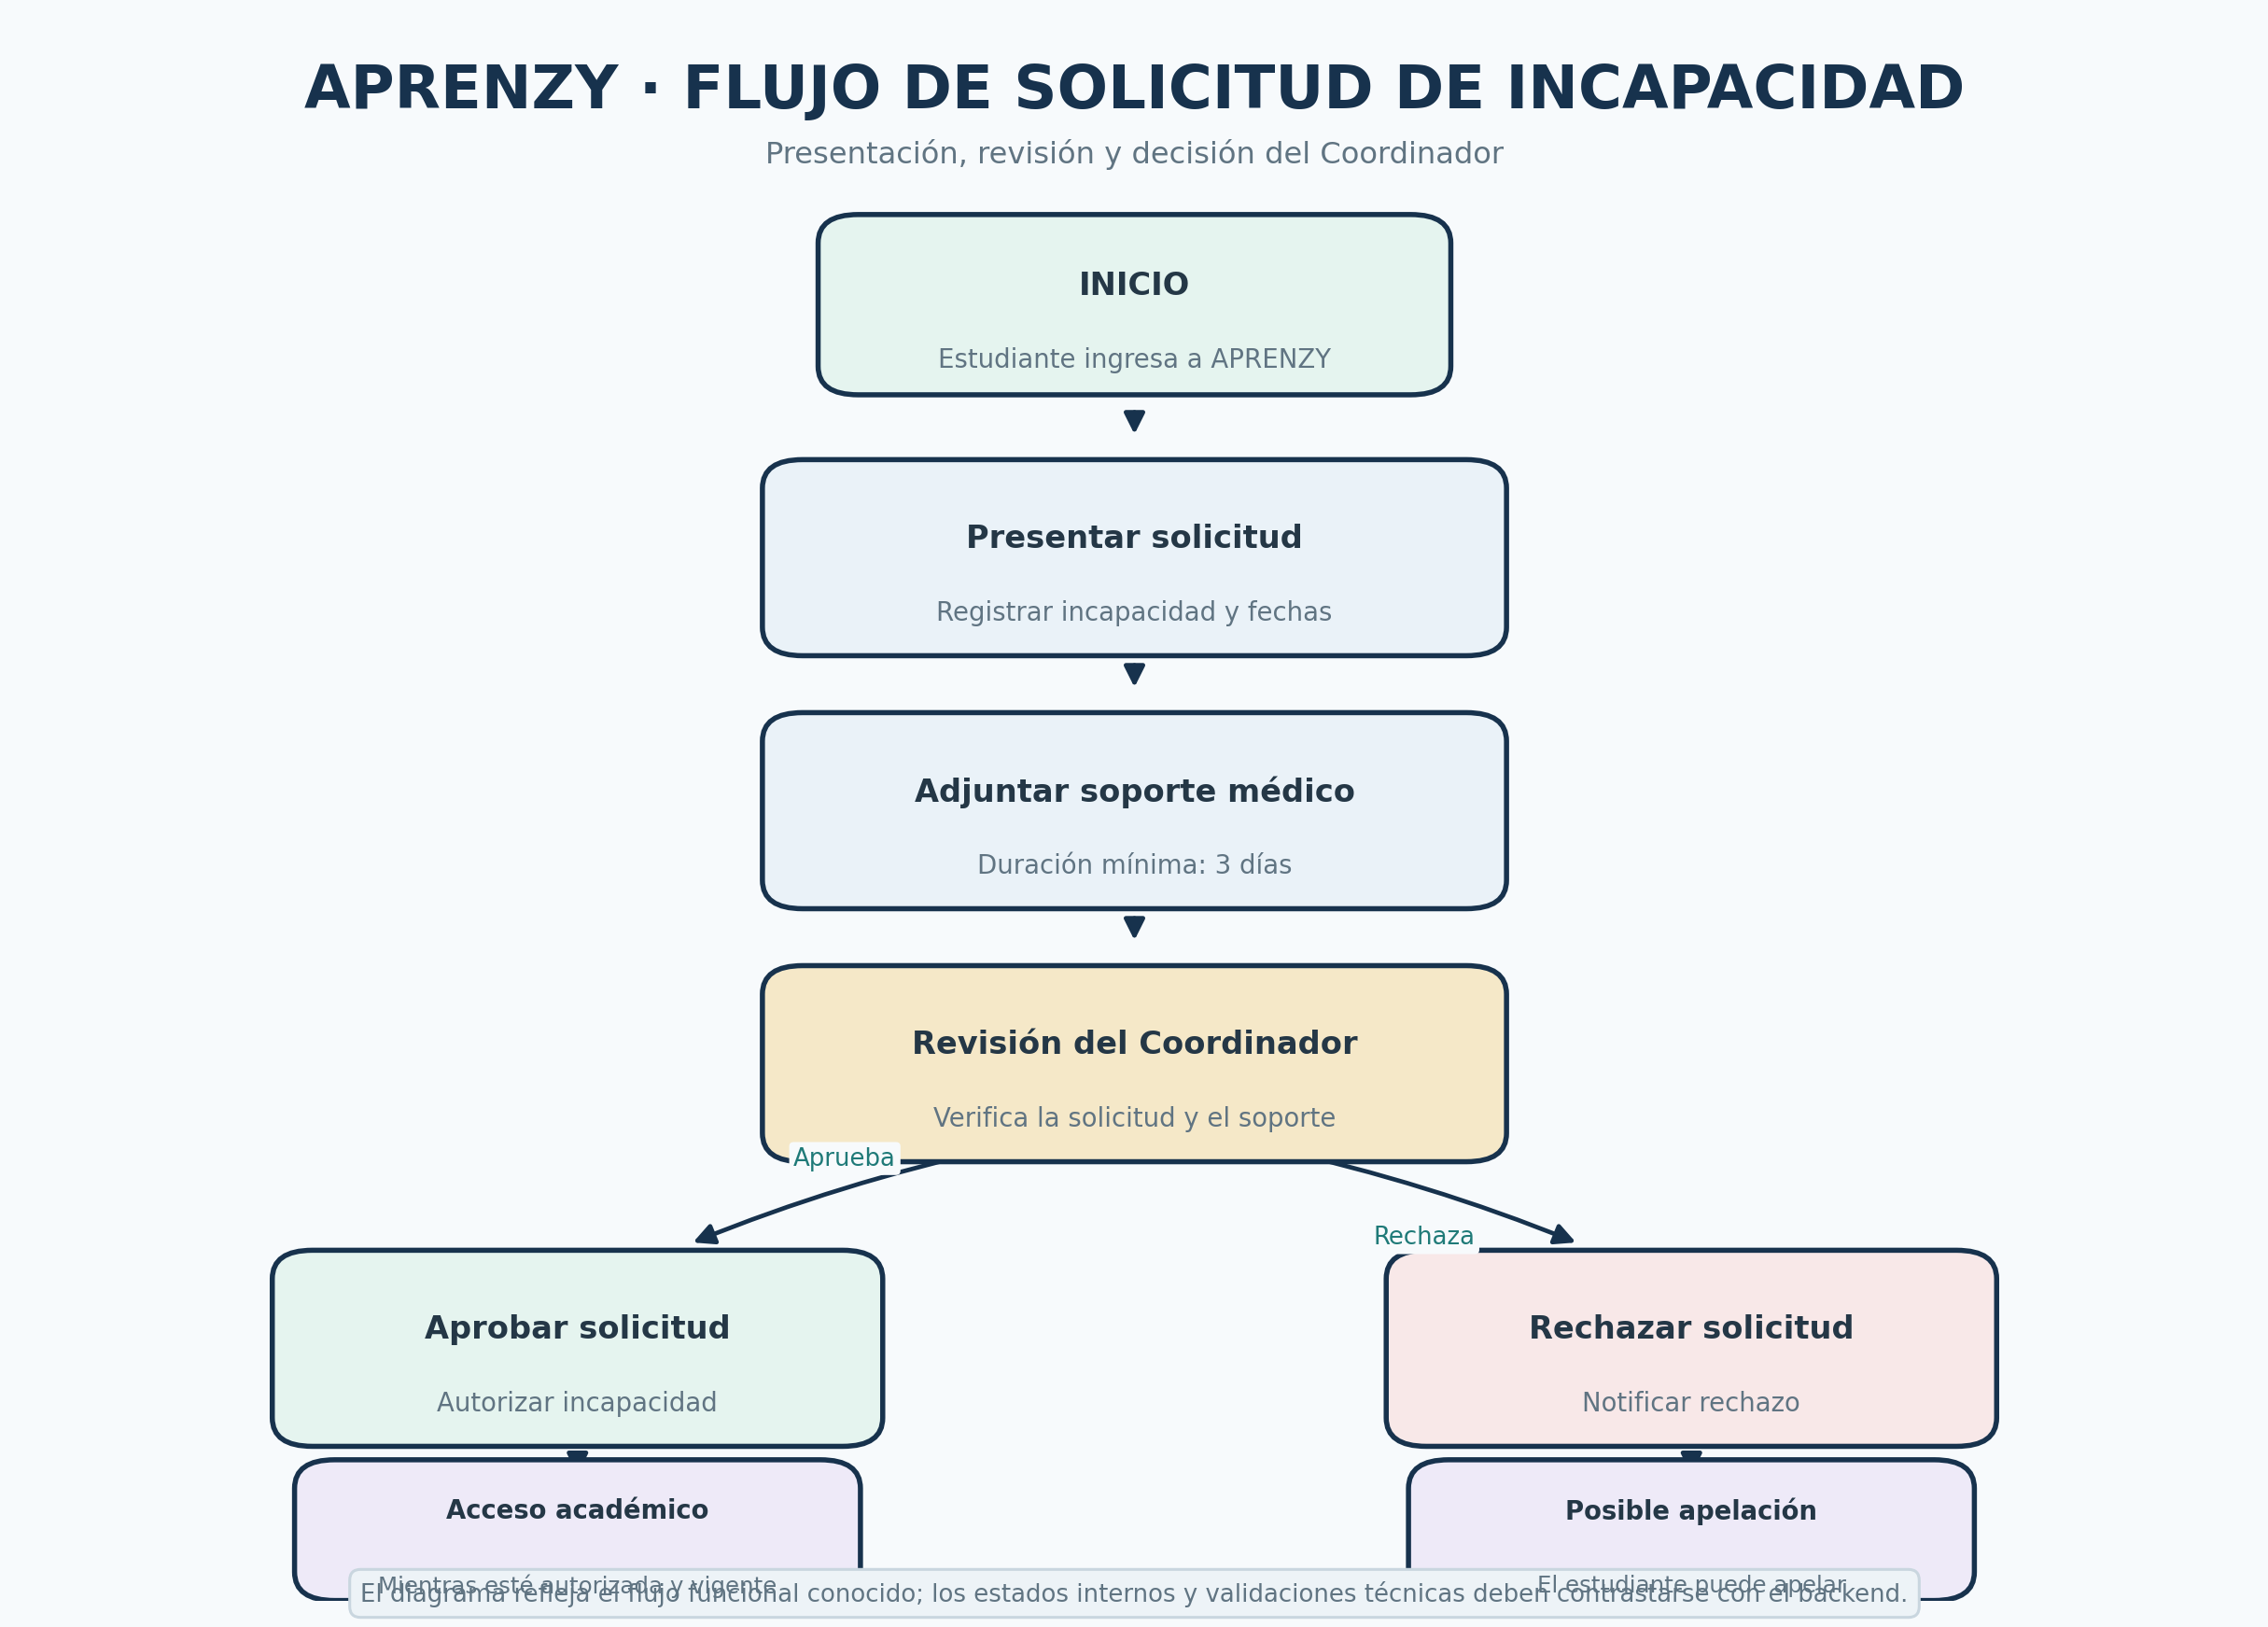 APRENZY · FLUJO DE SOLICITUD DE INCAPACIDAD
Presentación, revisión y decisión del Coordinador
INICIO
Estudiante ingresa a APRENZY
Presentar solicitud
Registrar incapacidad y fechas
Adjuntar soporte médico
Duración mínima: 3 días
Revisión del Coordinador
Verifica la solicitud y el soporte
Aprueba
Rechaza
Aprobar solicitud
Autorizar incapacidad
Rechazar solicitud
Notificar rechazo
Acceso académico
Mientras esté autorizada y vigente
Posible apelación
El estudiante puede apelar
El diagrama refleja el flujo funcional conocido; los estados internos y validaciones técnicas deben contrastarse con el backend.